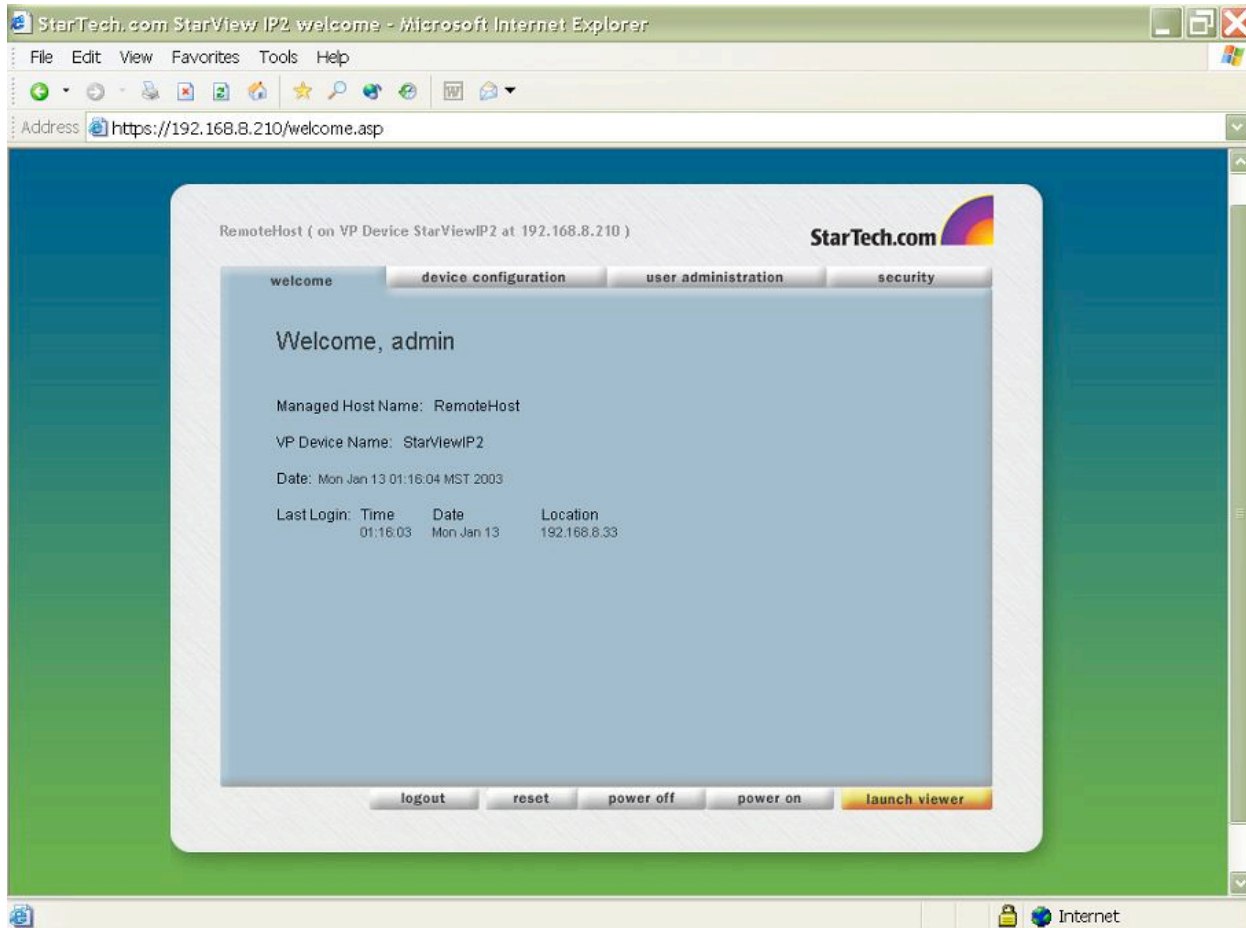 StarTech.com StarView IP2 welcome - Microsoft Internet Explorer
File Edit View Favorites Tools Help
Address https://192.168.8.210/welcome.asp
RemoteHost ( on VP Device StarViewIP2 at 192.168.8.210 )
StarTech.com
welcome device configuration user administration security
Welcome, admin
Managed Host Name: RemoteHost
VP Device Name: StarViewIP2
Date: Mon Jan 13 01:16:04 MST 2003
Last Login: Time Date Location
01:16:03 Mon Jan 13 192.168.8.33
logout reset power off power on launch viewer
Internet